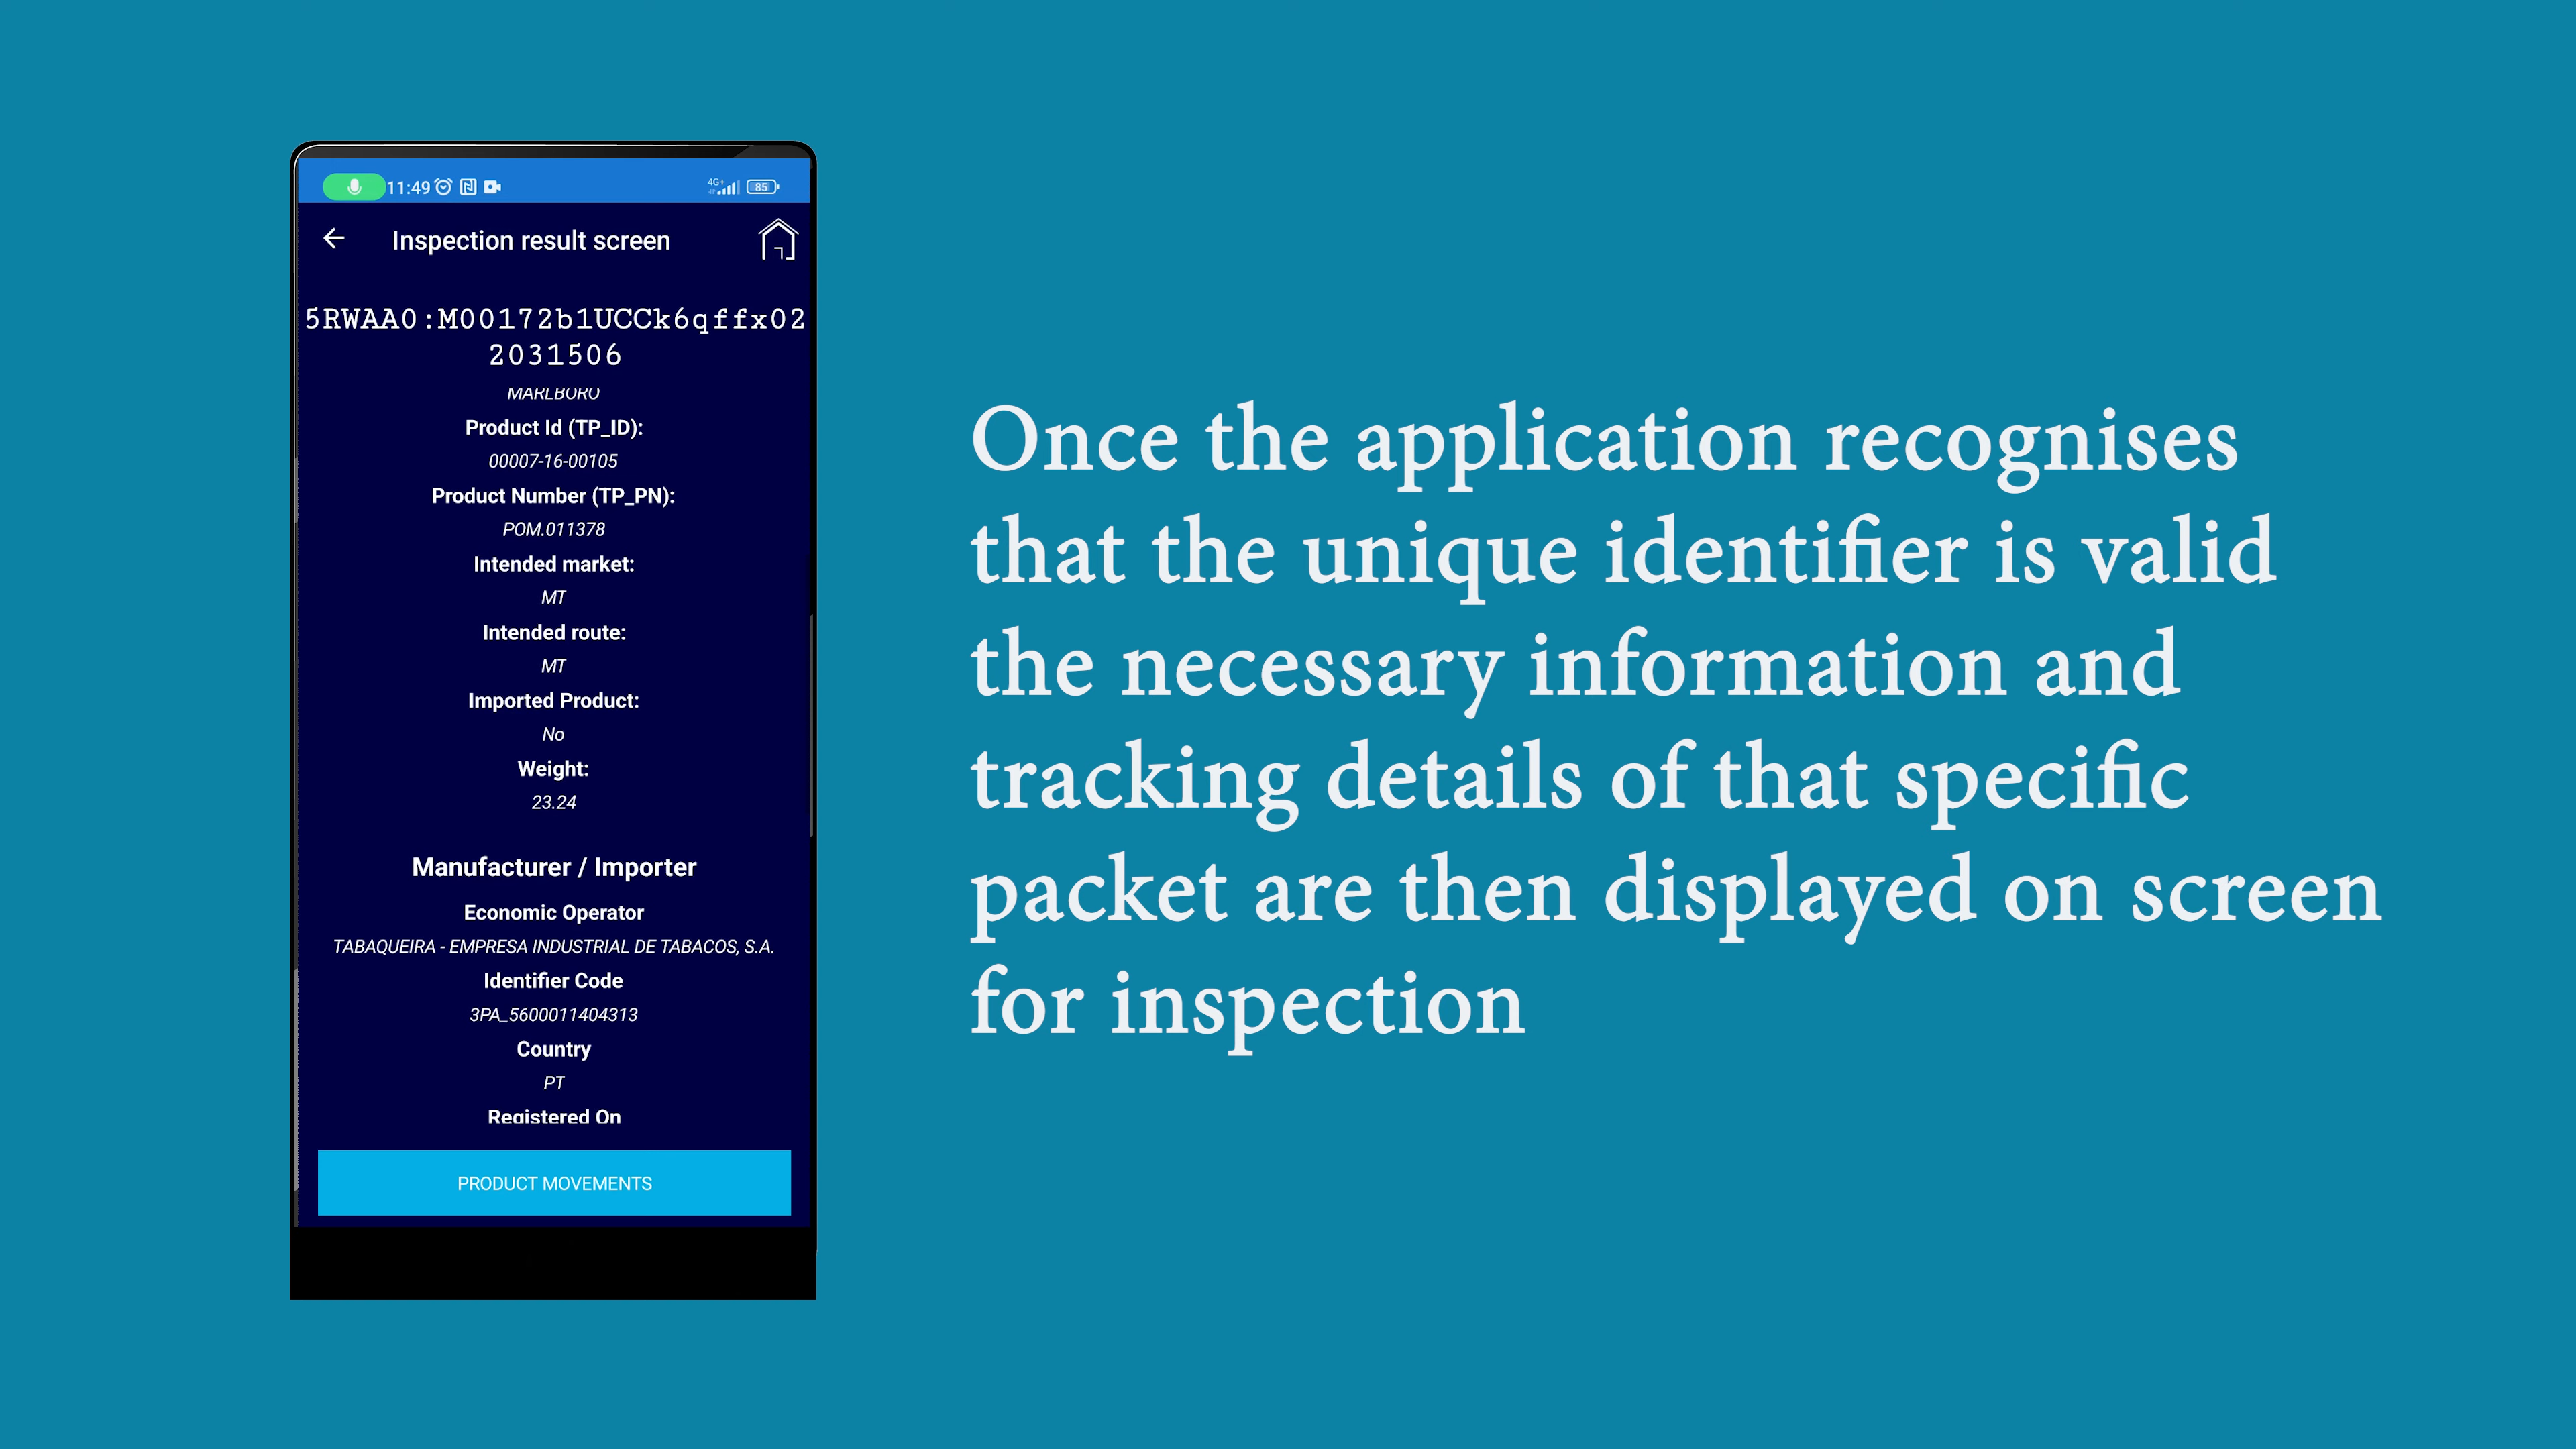 11:49
4G+
85
Inspection result screen
5RWAA0:M00172b1UCCk6qffx02
2031506
MARLBORO
Product Id (TP_ID):
00007-16-00105
Product Number (TP_PN):
POM.011378
Intended market:
MT
Intended route:
MT
Imported Product:
No
Weight:
23.24
Manufacturer / Importer
Economic Operator
TABAQUEIRA - EMPRESA INDUSTRIAL DE TABACOS, S.A.
Identifier Code
3PA_5600011404313
Country
PT
Registered On
PRODUCT MOVEMENTS
Once the application recognises
that the unique identifier is valid
the necessary information and
tracking details of that specific
packet are then displayed on screen
for inspection